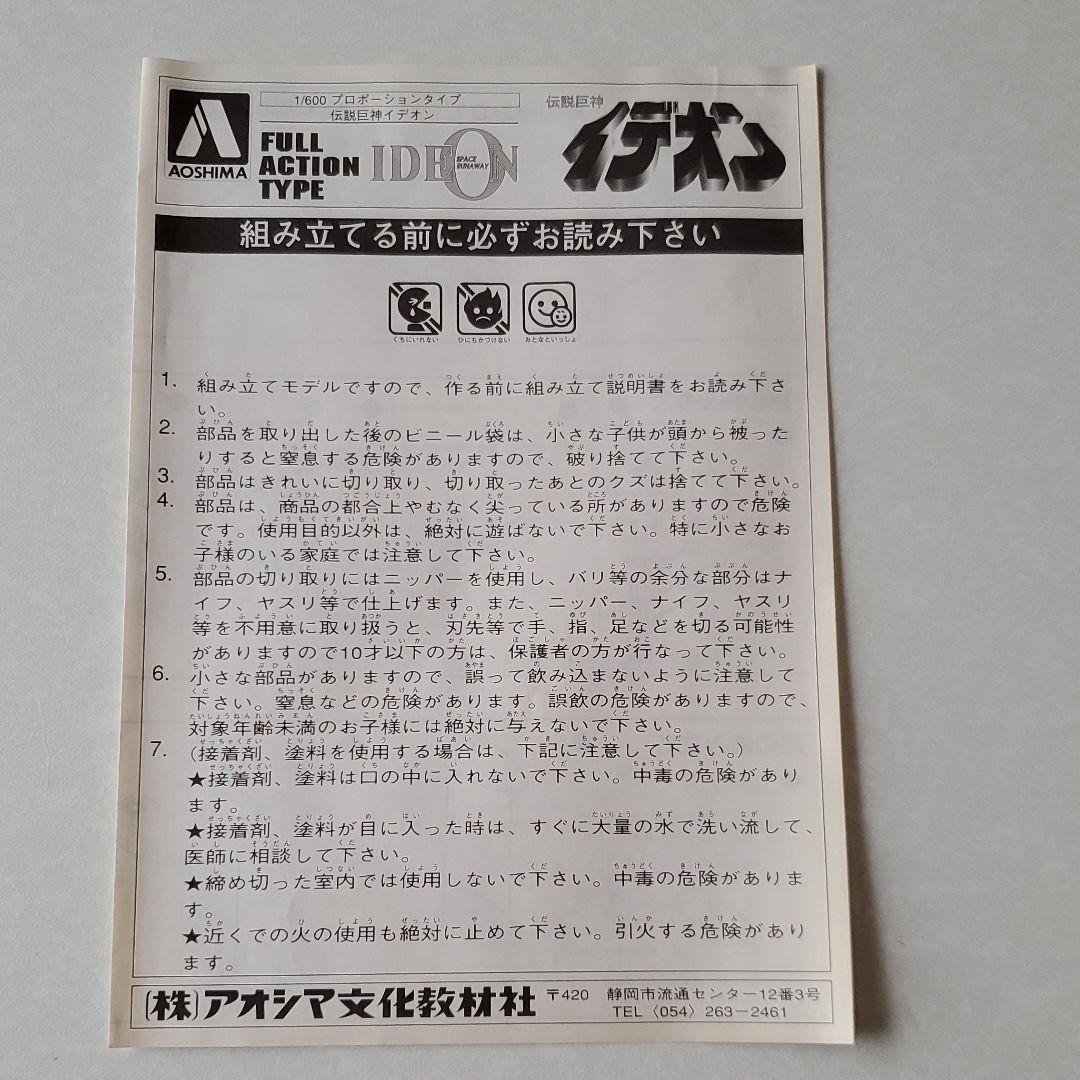 AOSHIMA
1/600 プロポーションタイプ
伝説巨神イデオン
FULL
ACTION
TYPE
IDEON
SPACE
RUNAWAY
伝説巨神
イデオン
組み立てる前に必ずお読み下さい
くちにいれない
ひにちかつけない
おとなといっしょ
1. 組み立てモデルですので、作る前に組み立て説明書をお読み下さ
い。
2. 部品を取り出した後のビニール袋は、小さな子供が頭から被った
りすると窒息する危険がありますので、破り捨てて下さい。
3. 部品はきれいに切り取り、切り取ったあとのクズは捨てて下さい。
4. 部品は、商品の都合上やむなく尖っている所がありますので危険
です。使用目的以外は、絶対に遊ばないで下さい。特に小さなお
子様のいる家庭では注意して下さい。
5. 部品の切り取りにはニッパーを使用し、バリ等の余分な部分はナ
イフ、ヤスリ等で仕上げます。また、ニッパー、ナイフ、ヤスリ
等を不用意に取り扱うと、刃先等で手、指、足などを切る可能性
がありますので10才以下の方は、保護者の方が行なって下さい。
6. 小さな部品がありますので、誤って飲み込まないように注意して
下さい。窒息などの危険があります。誤飲の危険がありますので、
対象年齢未満のお子様には絶対に与えないで下さい。
7. (接着剤、塗料を使用する場合は、下記に注意して下さい。)
★接着剤、塗料は口の中に入れないで下さい。中毒の危険があり
ます。
★接着剤、塗料が目に入った時は、すぐに大量の水で洗い流して、
医師に相談して下さい。
★締め切った室内では使用しないで下さい。中毒の危険がありま
す。
★近くでの火の使用も絶対に止めて下さい。引火する危険があり
ます。
(株)アオシマ文化教材社 〒420 静岡市流通センター12番3号
TEL〈054〉263-2461